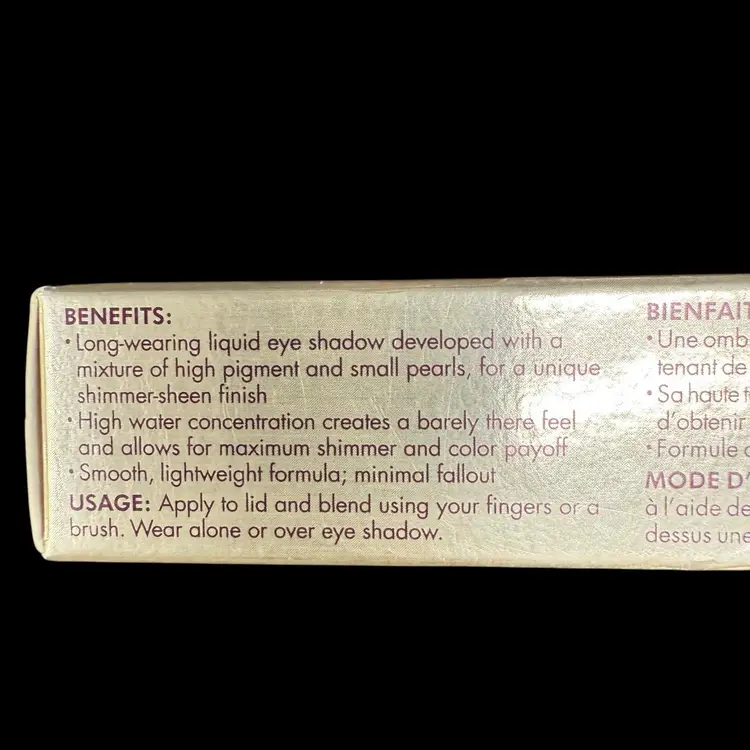 BENEFITS:
• Long-wearing liquid eye shadow developed with a
mixture of high pigment and small pearls, for a unique
shimmer-sheen finish
• High water concentration creates a barely there feel
and allows for maximum shimmer and color payoff
• Smooth, lightweight formula; minimal fallout
USAGE: Apply to lid and blend using your fingers or a
brush. Wear alone or over eye shadow.
BIENFAIT
• Une omb
tenant de
• Sa haute
d'obtenir
• Formule
MODE D'
à l'aide de
dessus une